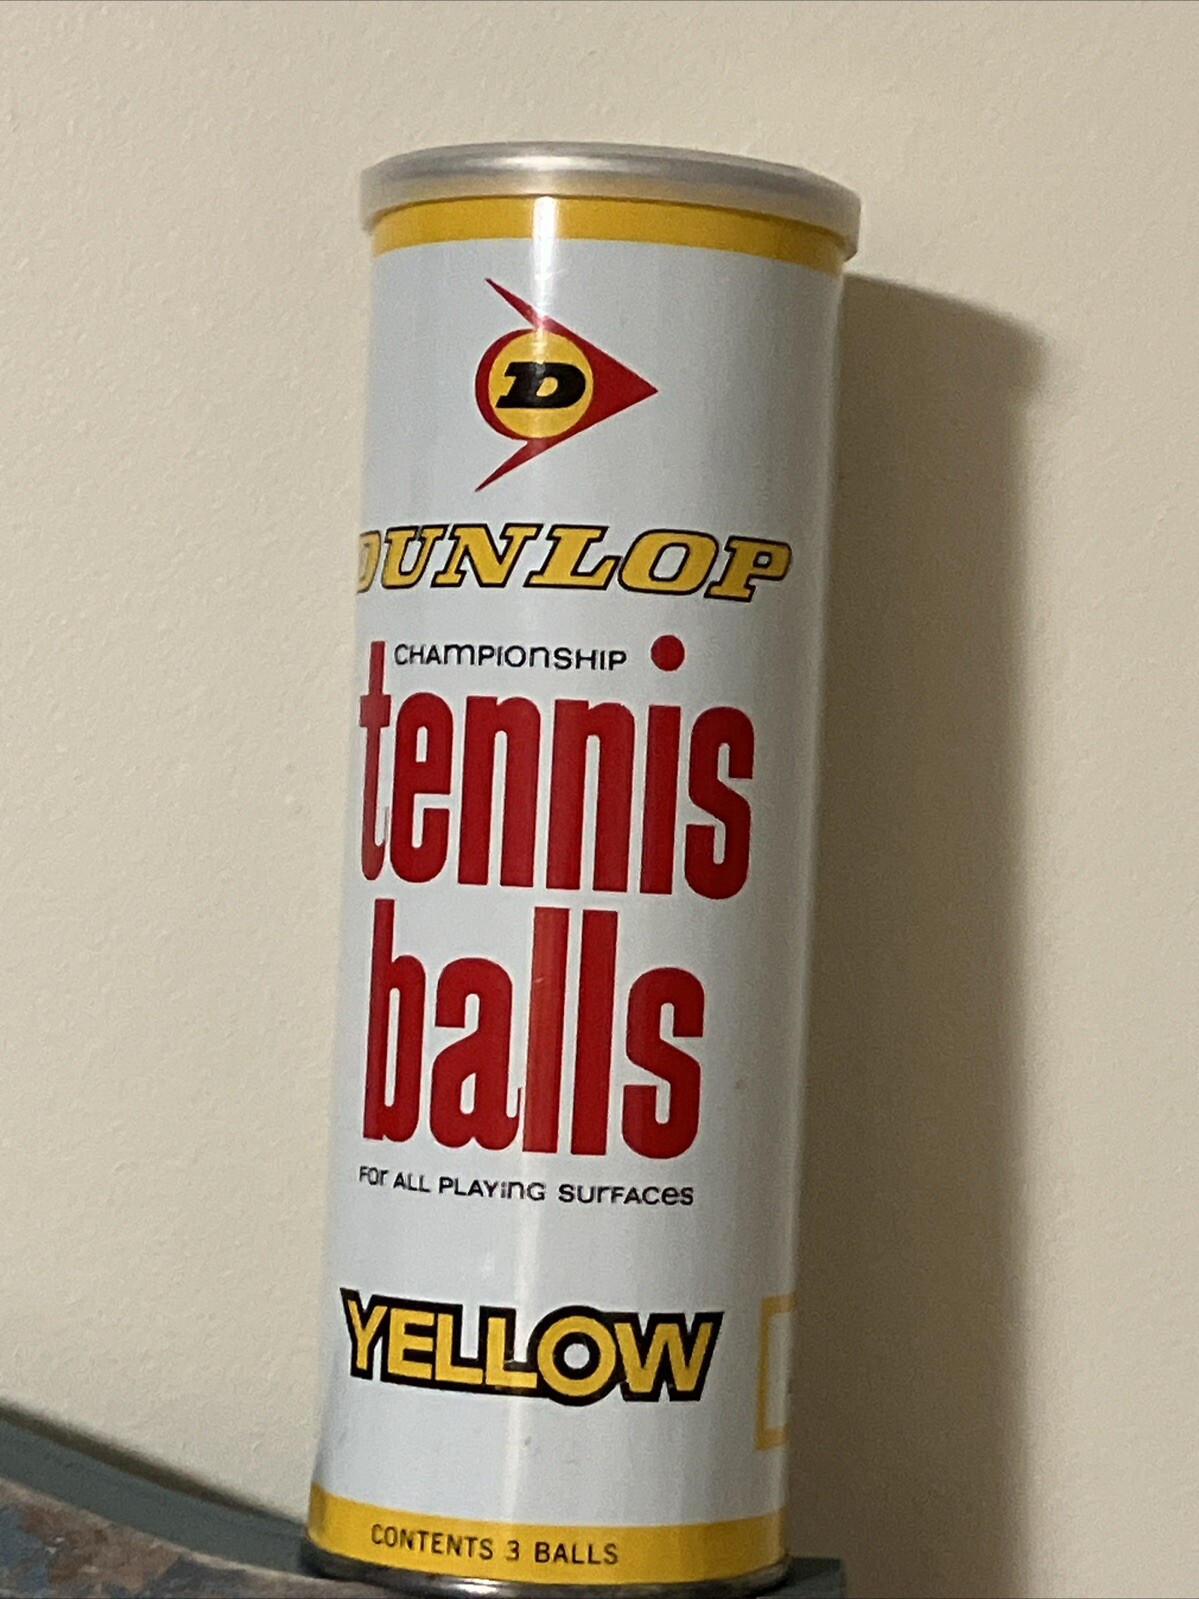 D
DUNLOP
CHAMPIONSHIP
tennis
balls
FOR ALL PLAYING SURFACES
YELLOW
CONTENTS 3 BALLS